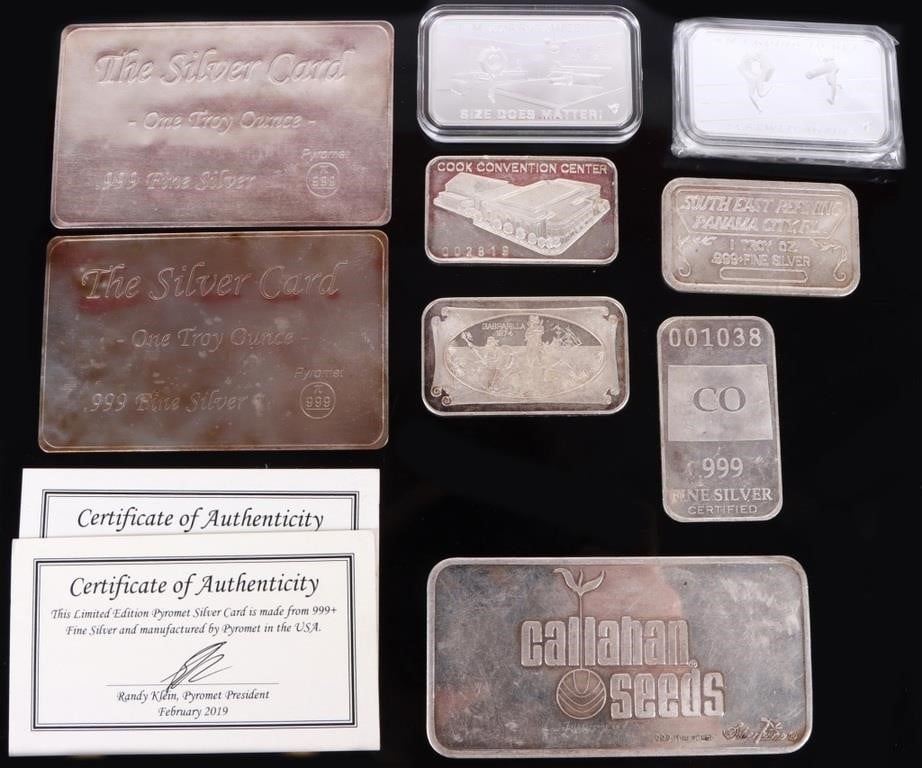 The Silver Card
- One Troy Ounce -
Pyromet
.999 Fine Silver
999
The Silver Card
- One Troy Ounce -
Pyromet
.999 Fine Silver
999
Certificate of Authenticity
Certificate of Authenticity
This Limited Edition Pyromet Silver Card is made from 999+
Fine Silver and manufactured by Pyromet in the USA.
Randy Klein, Pyromet President
February 2019
SIZE DOES MATTER!
COOK CONVENTION CENTER
002819
GASPARILLA
1974
SOUTH EAST
PANAMA CITY, FL
1 TROY OZ.
.999+ FINE SILVER
001038
CO
999
FINE SILVER
CERTIFIED
callahan
seeds